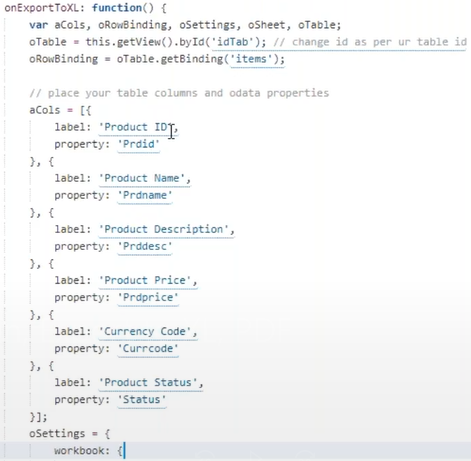 onExportToXL: function() {
var aCols, oRowBinding, oSettings, oSheet, oTable;
oTable = this.getView().byId('idTab'); // change id as per ur table id
oRowBinding = oTable.getBinding('items');
// place your table columns and odata properties
aCols = [{
label: 'Product ID',
property: 'Prdid'
}, {
label: 'Product Name',
property: 'Prdname'
}, {
label: 'Product Description',
property: 'Prddesc'
}, {
label: 'Product Price',
property: 'Prdprice'
}, {
label: 'Currency Code',
property: 'Currcode'
}, {
label: 'Product Status',
property: 'Status'
}];
oSettings = {
workbook: {